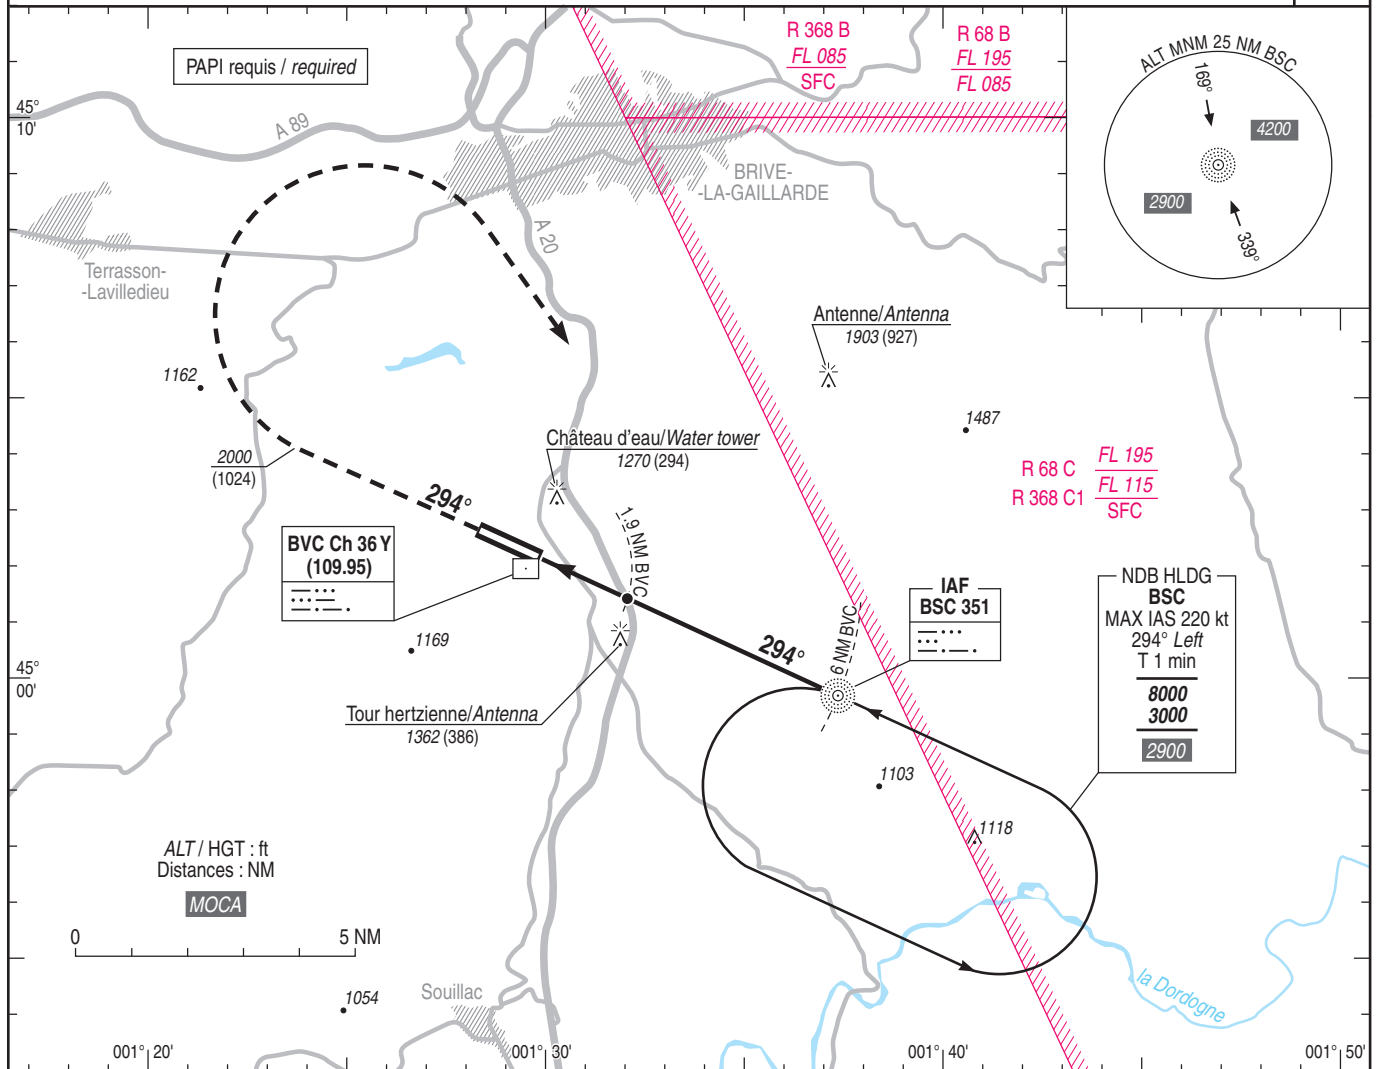 PAPI requis / required
R 368 B
FL 085
SFC
R 68 B
FL 195
FL 085
ALT MNM 25 NM BSC
169°
4200
2900
339°
45°
10'
A 89
BRIVE-
-LA-GAILLARDE
A 20
Terrasson-
-Lavilledieu
Antenne/Antenna
1903 (927)
1162
1487
Château d'eau/Water tower
1270 (294)
2000
(1024)
294°
R 68 C
FL 195
R 368 C1
FL 115
SFC
BVC Ch 36 Y
(109.95)
1.9 NM BVC
IAF
BSC 351
NDB HLDG
BSC
MAX IAS 220 kt
294° Left
T 1 min
8000
3000
2900
6 NM BVC
294°
1169
45°
00'
Tour hertzienne/Antenna
1362 (386)
1103
1118
ALT / HGT : ft
Distances : NM
MOCA
0
5 NM
1054
Souillac
la Dordogne
001° 20'
001° 30'
001° 40'
001° 50'